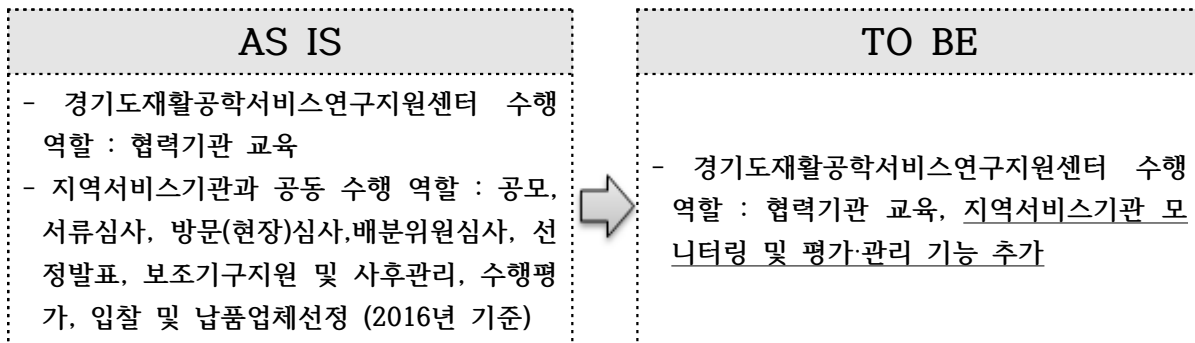 AS IS
- 경기도재활공학서비스연구지원센터 수행
역할 : 협력기관 교육
- 지역서비스기관과 공동 수행 역할 : 공모,
서류심사, 방문(현장)심사,배분위원심사, 선
정발표, 보조기구지원 및 사후관리, 수행평
가, 입찰 및 납품업체선정 (2016년 기준)
TO BE
- 경기도재활공학서비스연구지원센터 수행
역할 : 협력기관 교육, 지역서비스기관 모
니터링 및 평가·관리 기능 추가